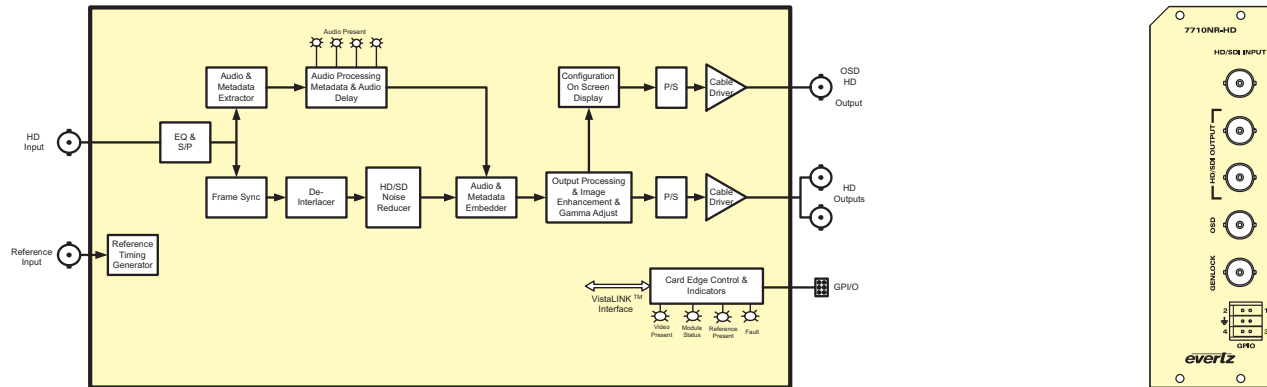 Audio Present
Audio &
Metadata
Extractor
Audio Processing
Metadata & Audio
Delay
Configuration
On Screen
Display
P/S
Cable
Driver
OSD
HD
Output
HD
Input
EQ &
S/P
Frame Sync
De-
Interlacer
HD/SD
Noise
Reducer
Audio &
Metadata
Embedder
Output Processing
& Image
Enhancement &
Gamma Adjust
P/S
Cable
Driver
HD
Outputs
Reference
Input
Reference
Timing
Generator
VistaLINK ™
Interface
Card Edge Control &
Indicators
GPI/O
Video
Present
Module
Status
Reference
Present
Fault
7710NR-HD
HD/SDI INPUT
HD/SDI OUTPUT
OSD
GENLOCK
2 1
4 3
GPIO
evertz